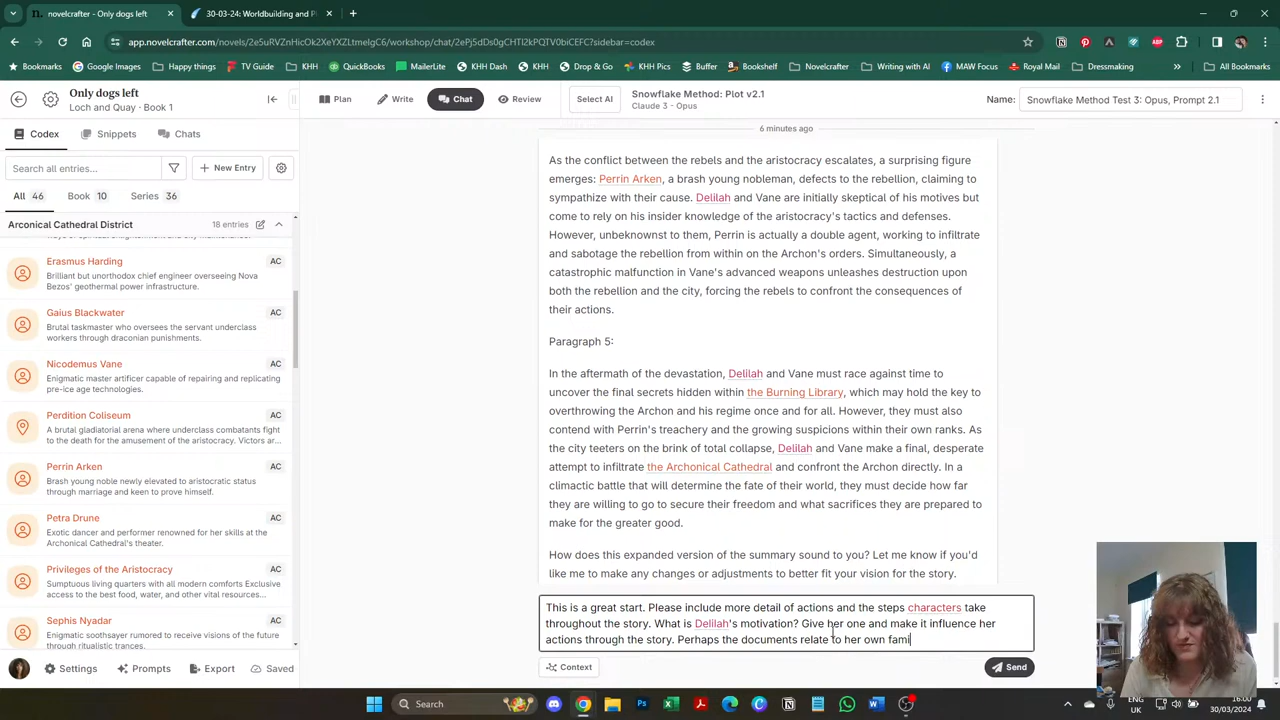 novelcrafter - Only dogs left
30-03-24: Worldbuilding and P
app.novelcrafter.com/novels/2e5uRVzHicOk2XeYXZLtmeIgC6/workshop/chat/2ePj5dDs0gCHTI2kPQTV0biCEFC?sidebar=codex
Bookmarks
Google Images
Happy things
KHH
QuickBooks
MailerLite
KHH
Drop & Go
KHH Pics
Buffer
Bookshelf
Novelcrafter
Writing with AI
MAW Focus
Dreamland
Marketing
All Bookmarks
Only dogs left
Loch and Quay - Book 1
Plan
Write
Chat
Review
Select AI
Snowflake Method: Plot v2.1
Claude 3 - Opus
Name:
Snowflake Method Test 3: Opus, Prompt 2.1
Codex
Snippets
Chats
Search all entries...
New Entry
All 46
Book 10
Series 36
Arconical Cathedral District
18 entries
Erasmus Harding
AC
Brilliant but unorthodox chief engineer overseeing Nova
Bezos' geothermal power infrastructure.
Gaius Blackwater
AC
Brutal taskmaster who oversees the servant underclass
workers through draconian punishments.
Nicodemus Vane
AC
Enigmatic master artificer capable of repairing and replicating
pre-ice age technologies.
Perdition Coliseum
AC
A brutal gladiatorial arena where underclass combatants fight
to the death for the amusement of the aristocracy. Victors ar...
Perrin Arken
AC
Brash young noble newly elevated to aristocratic status
through marriage and keen to prove himself.
Petra Drune
AC
Exotic dancer and performer renowned for her skills at the
Archonical Cathedral's theater.
Privileges of the Aristocracy
AC
Sumptuous living quarters with all modern comforts Exclusive
access to the best food, water, and other vital resources...
Sephis Nyadar
AC
Enigmatic soothsayer rumored to receive visions of the future
through ritualistic trances.
Settings
Prompts
Export
Saved
6 minutes ago
As the conflict between the rebels and the aristocracy escalates, a surprising figure
emerges: Perrin Arken, a brash young nobleman, defects to the rebellion, claiming to
sympathize with their cause. Delilah and Vane are initially skeptical of his motives but
come to rely on his insider knowledge of the aristocracy's tactics and defenses.
However, unbeknownst to them, Perrin is actually a double agent, working to infiltrate
and sabotage the rebellion from within on the Archon's orders. Simultaneously, a
catastrophic malfunction in Vane's advanced weapons unleashes destruction upon
both the rebellion and the city, forcing the rebels to confront the consequences of
their actions.
Paragraph 5:
In the aftermath of the devastation, Delilah and Vane must race against time to
uncover the final secrets hidden within the Burning Library, which may hold the key to
overthrowing the Archon and his regime once and for all. However, they must also
contend with Perrin's treachery and the growing suspicions within their own ranks. As
the city teeters on the brink of total collapse, Delilah and Vane make a final, desperate
attempt to infiltrate the Archonical Cathedral and confront the Archon directly. In a
climactic battle that will determine the fate of their world, they must decide how far
they are willing to go to secure their freedom and what sacrifices they are prepared to
make for the greater good.
How does this expanded version of the summary sound to you? Let me know if you'd
like me to make any changes or adjustments to better fit your vision for the story.
This is a great start. Please include more detail of actions and the steps characters take
throughout the story. What is Delilah's motivation? Give her one and make it influence her
actions through the story. Perhaps the documents relate to her own fami
Context
Send
Search
ENG
UK
16:00
30/03/2024